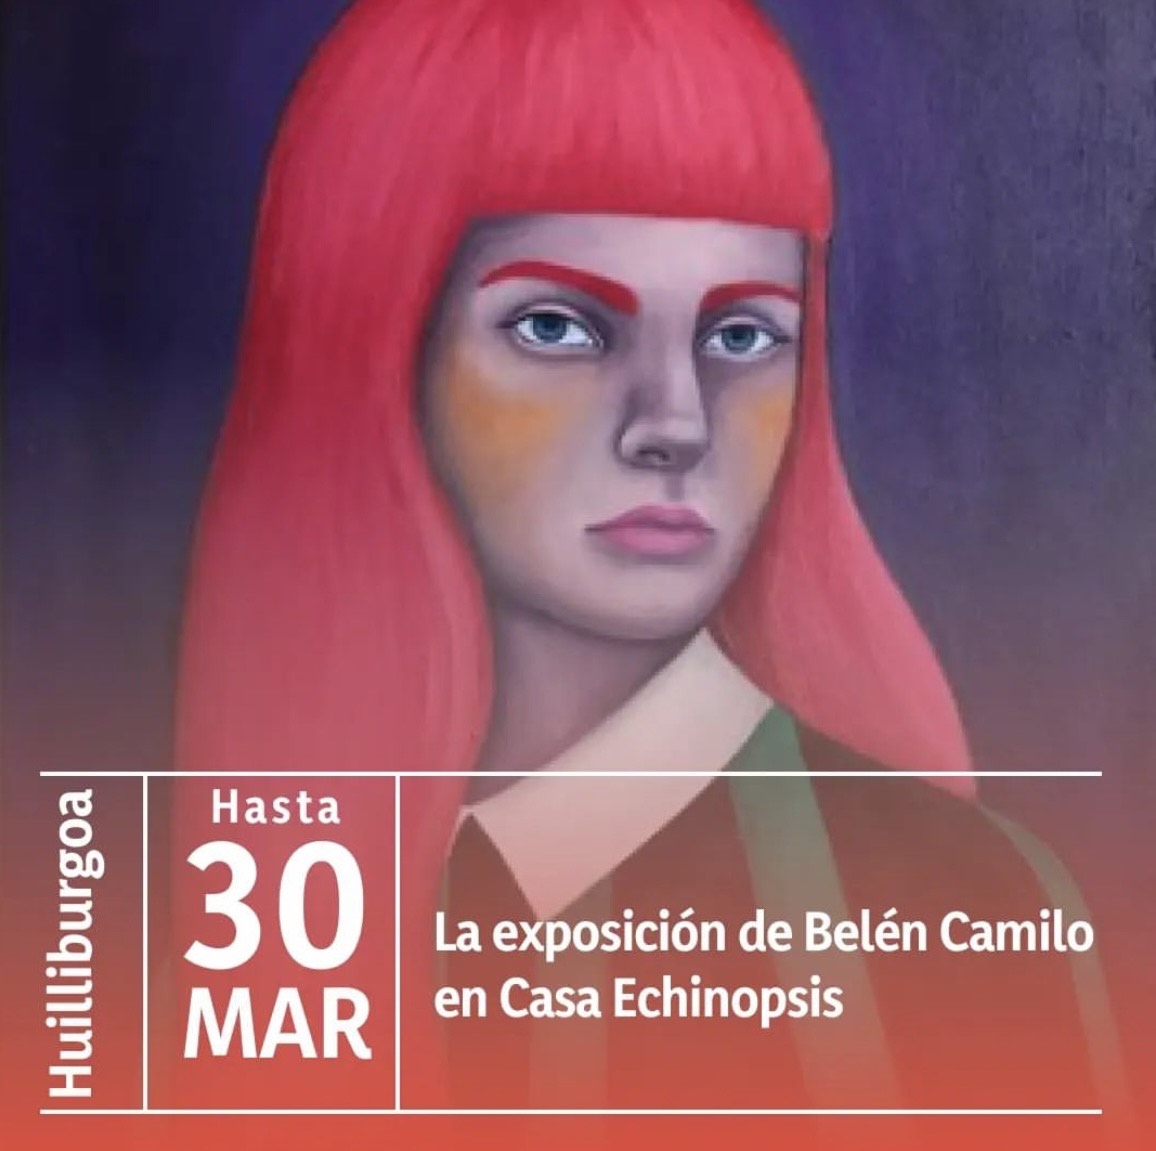 Huilliburgoa
Hasta
30
MAR
La exposición de Belén Camilo
en Casa Echinopsis